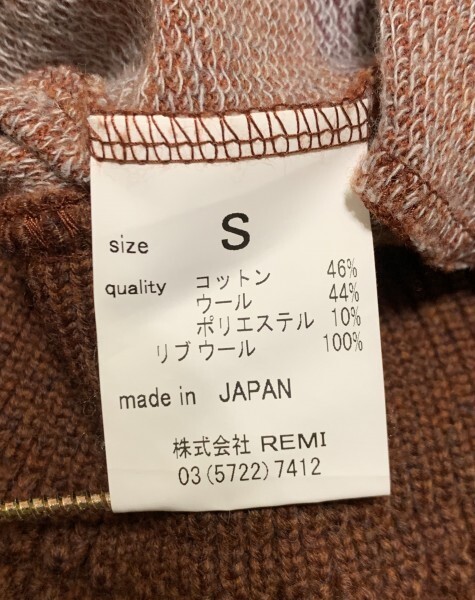 size S
quality コットン 46%
ウール 44%
ポリエステル 10%
リブウール 100%
made in JAPAN
株式会社 REMI
03(5722)7412